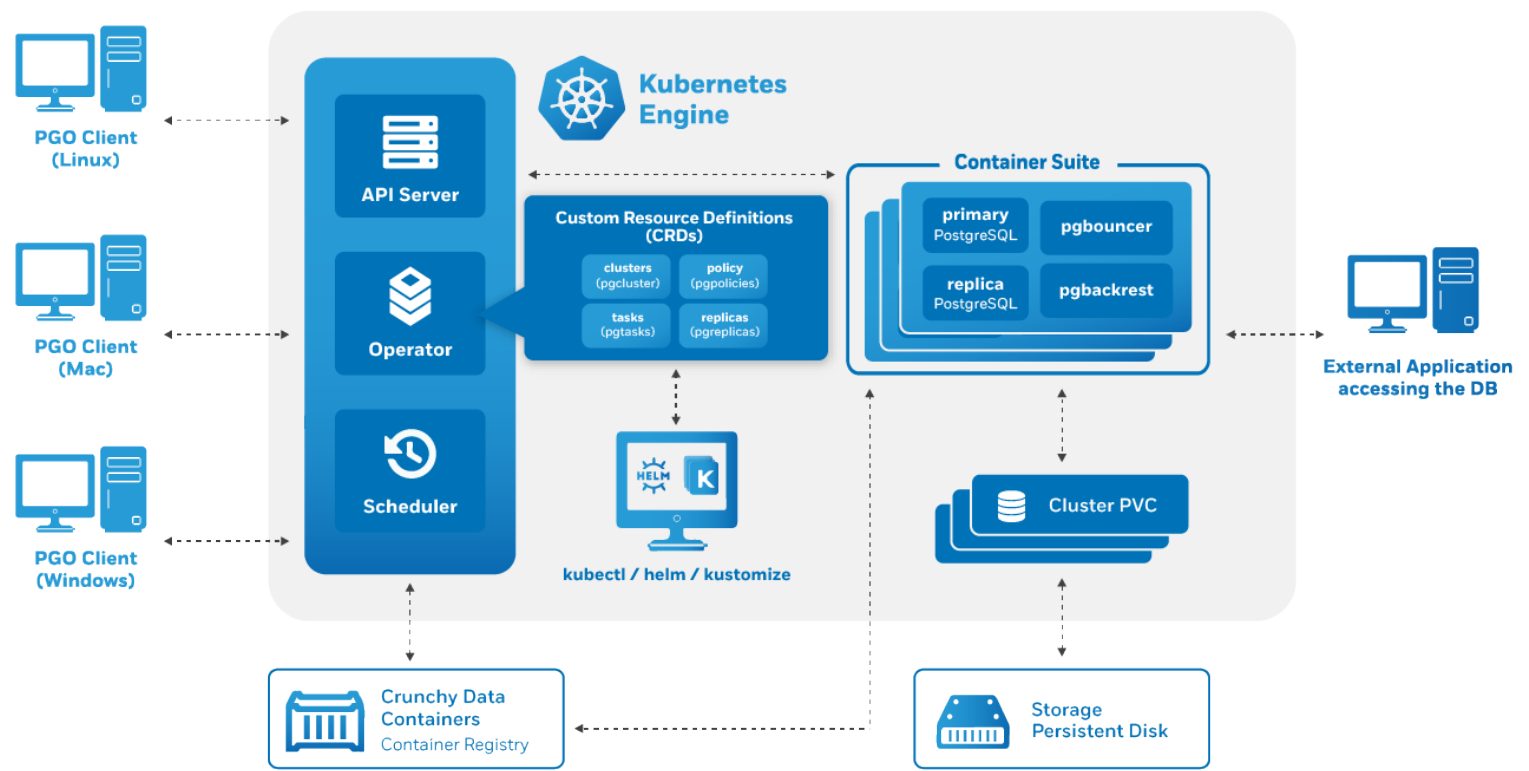 PGO Client
(Linux)
PGO Client
(Mac)
PGO Client
(Windows)
API Server
Operator
Scheduler
Kubernetes
Engine
Custom Resource Definitions
(CRDs)
clusters
(pgcluster)
policy
(pgpolicies)
tasks
(pgtasks)
replicas
(pgreplicas)
HELM
K
kubectl / helm / kustomize
Container Suite
primary
PostgreSQL
pgbouncer
replica
PostgreSQL
pgbackrest
Cluster PVC
External Application
accessing the DB
Crunchy Data
Containers
Container Registry
Storage
Persistent Disk